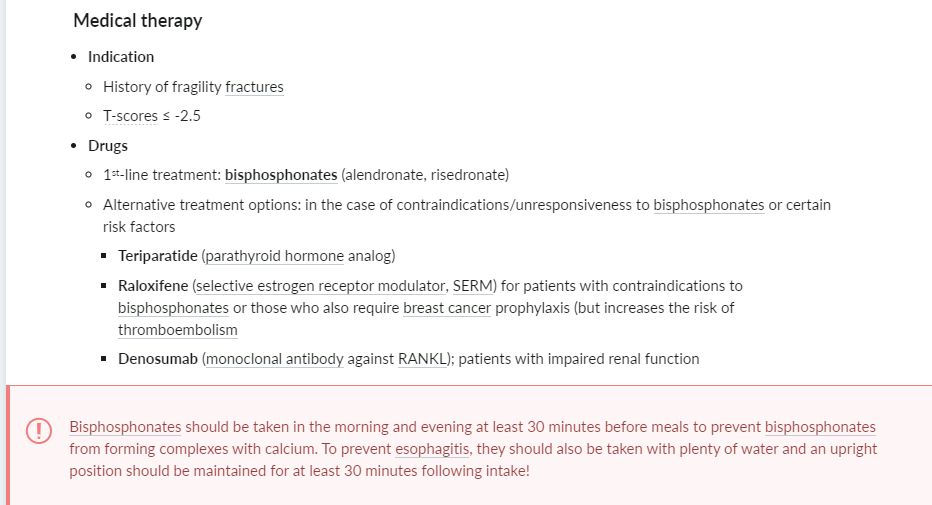 Medical therapy
• Indication
○ History of fragility fractures
○ T-scores ≤ -2.5
• Drugs
○ 1st-line treatment: bisphosphonates (alendronate, risedronate)
○ Alternative treatment options: in the case of contraindications/unresponsiveness to bisphosphonates or certain
risk factors
▪ Teriparatide (parathyroid hormone analog)
▪ Raloxifene (selective estrogen receptor modulator, SERM) for patients with contraindications to
bisphosphonates or those who also require breast cancer prophylaxis (but increases the risk of
thromboembolism
▪ Denosumab (monoclonal antibody against RANKL); patients with impaired renal function
Bisphosphonates should be taken in the morning and evening at least 30 minutes before meals to prevent bisphosphonates
from forming complexes with calcium. To prevent esophagitis, they should also be taken with plenty of water and an upright
position should be maintained for at least 30 minutes following intake!